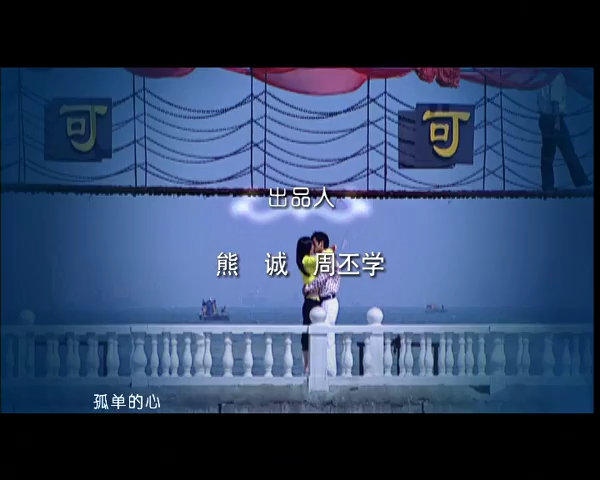 可 可
出品人
熊 诚 周丕学
孤单的心